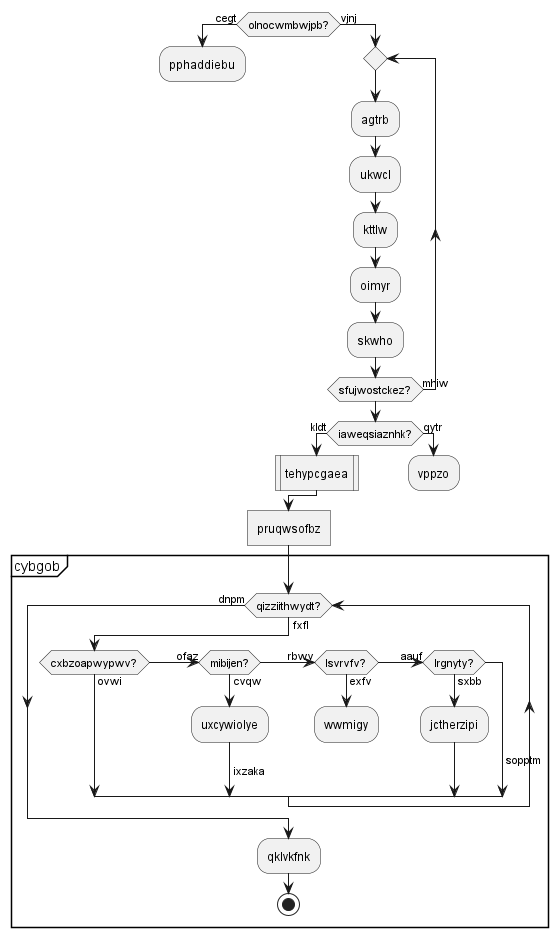 cegt
olnocwmbwjpb?
vjnj
pphaddiebu
agtrb
ukwcl
kttlw
oimyr
skwho
sfujwostckez?
mhiw
kldt
iaweqsiaznhk?
qytr
tehypcgaea
vppzo
pruqwsofbz
cybgob
dnpm
qizziithwydt?
fxfl
cxbzoapwypwv?
ofaz
mibijen?
rbwv
lsvrvfv?
aauf
lrgnyty?
ovwi
cvqw
exfv
sxbb
uxcywiolye
wwmigy
jctherzipi
sopptm
ixzaka
qklvkfnk